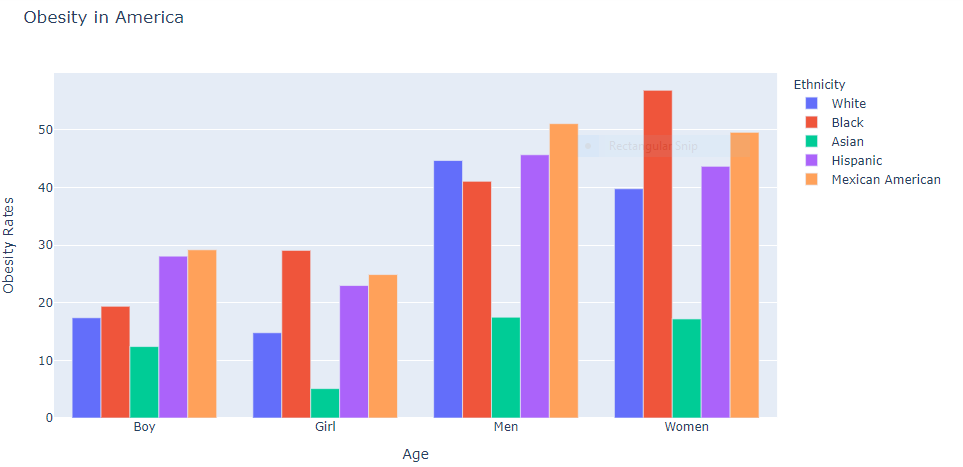 Obesity in America
Ethnicity
White
Black
Asian
Hispanic
Mexican American
Rectangular Snip
Obesity Rates
50
40
30
20
10
0
Boy Girl Men Women
Age